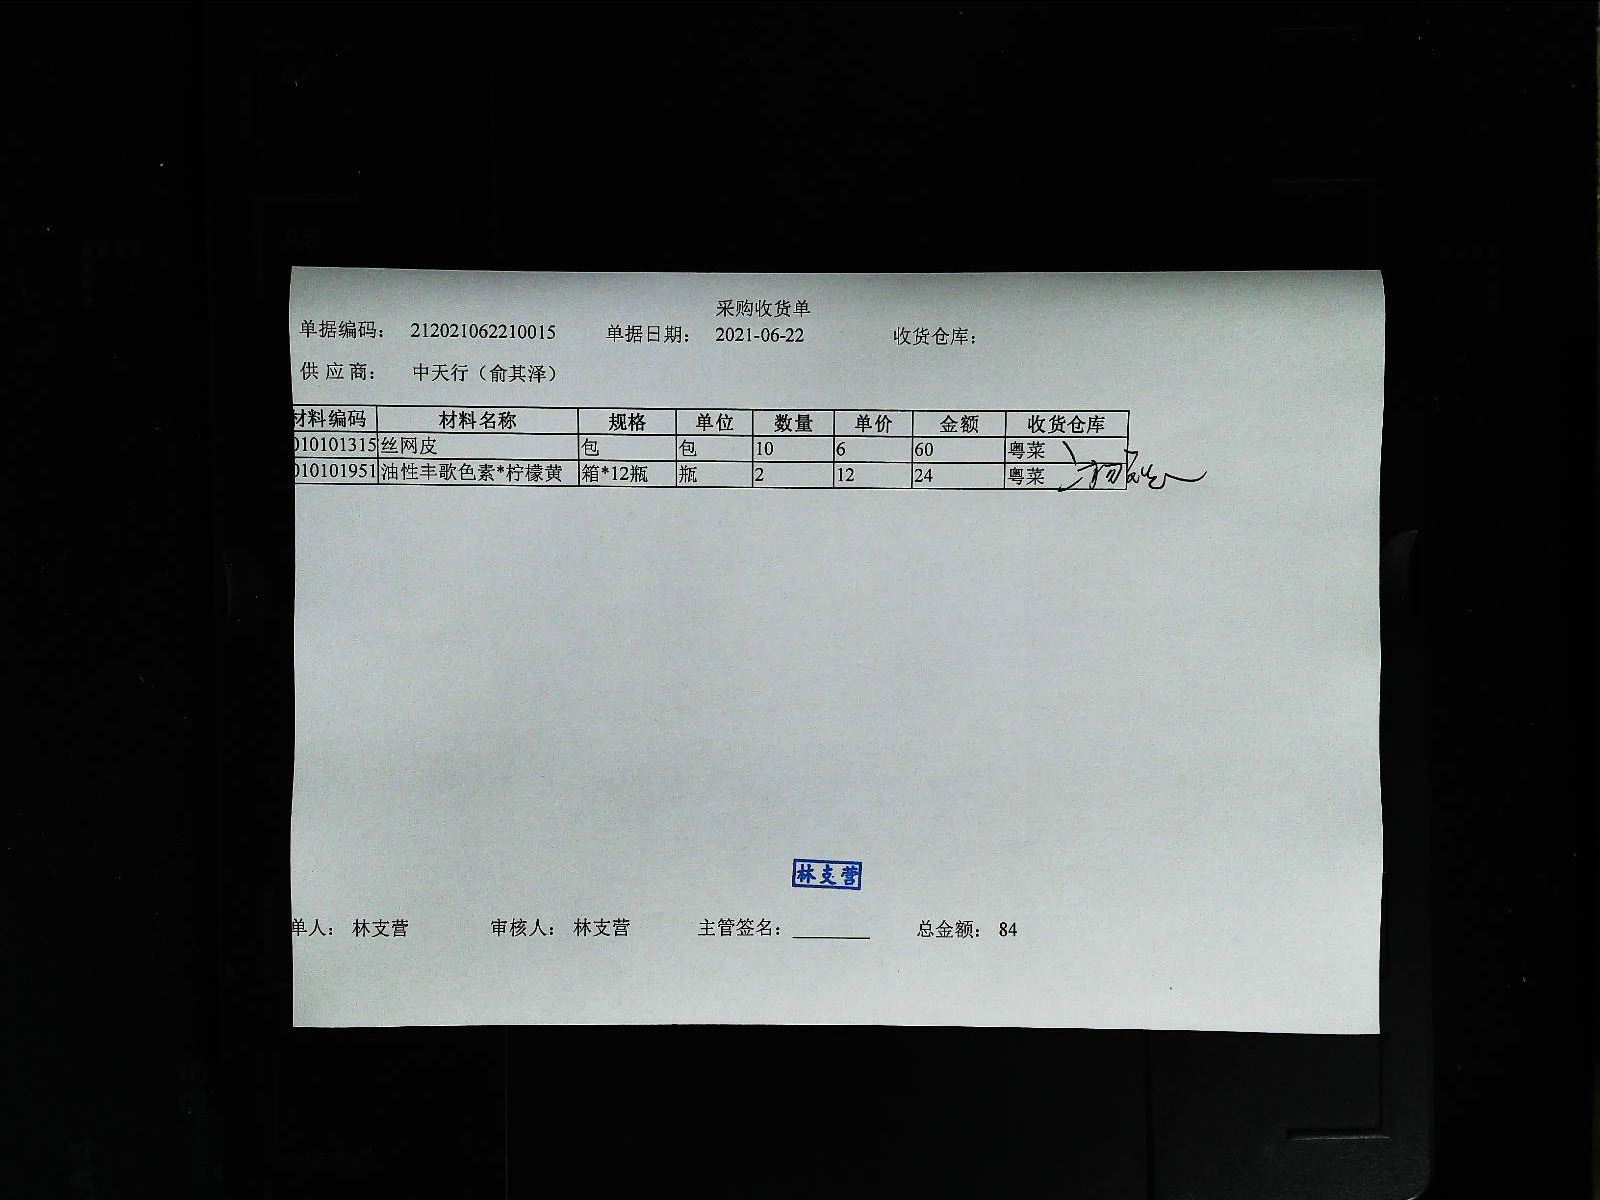 采购收货单
单据编码： 212021062210015 单据日期： 2021-06-22 收货仓库：
供 应 商： 中天行（俞其泽）
材料编码 材料名称 规格 单位 数量 单价 金额 收货仓库
010101315 丝网皮 包 包 10 6 60 粤菜
010101951 油性丰歌色素*柠檬黄 箱*12瓶 瓶 2 12 24 粤菜
林支营
单人： 林支营 审核人： 林支营 主管签名： 总金额： 84